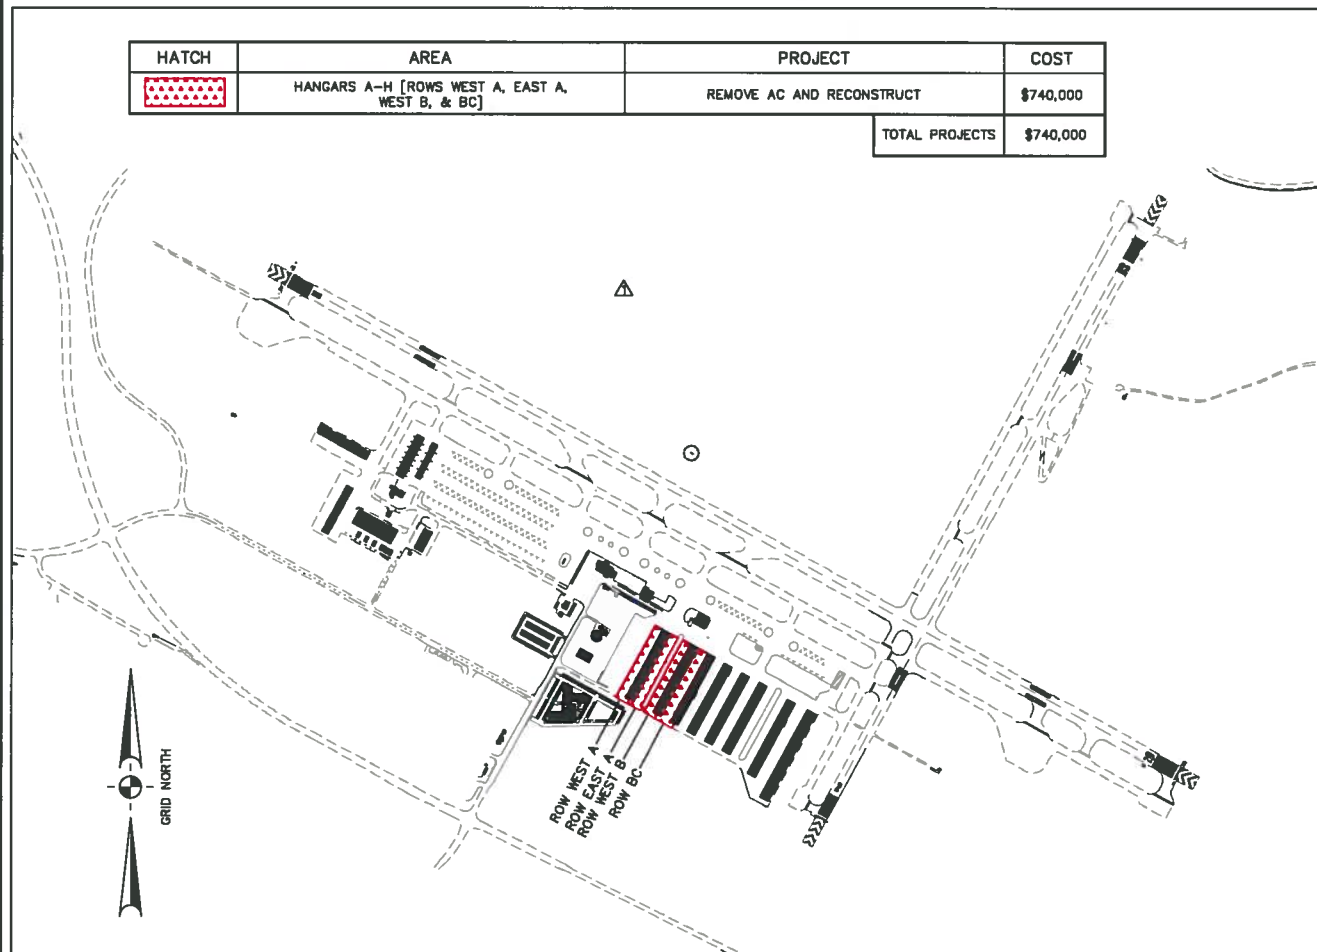 HATCH AREA PROJECT COST
HANGARS A-H [ROWS WEST A, EAST A,
WEST B, & BC]
REMOVE AC AND RECONSTRUCT
$740,000
TOTAL PROJECTS $740,000
ROW WEST A
ROW EAST A
ROW WEST B
ROW BC
GRID NORTH